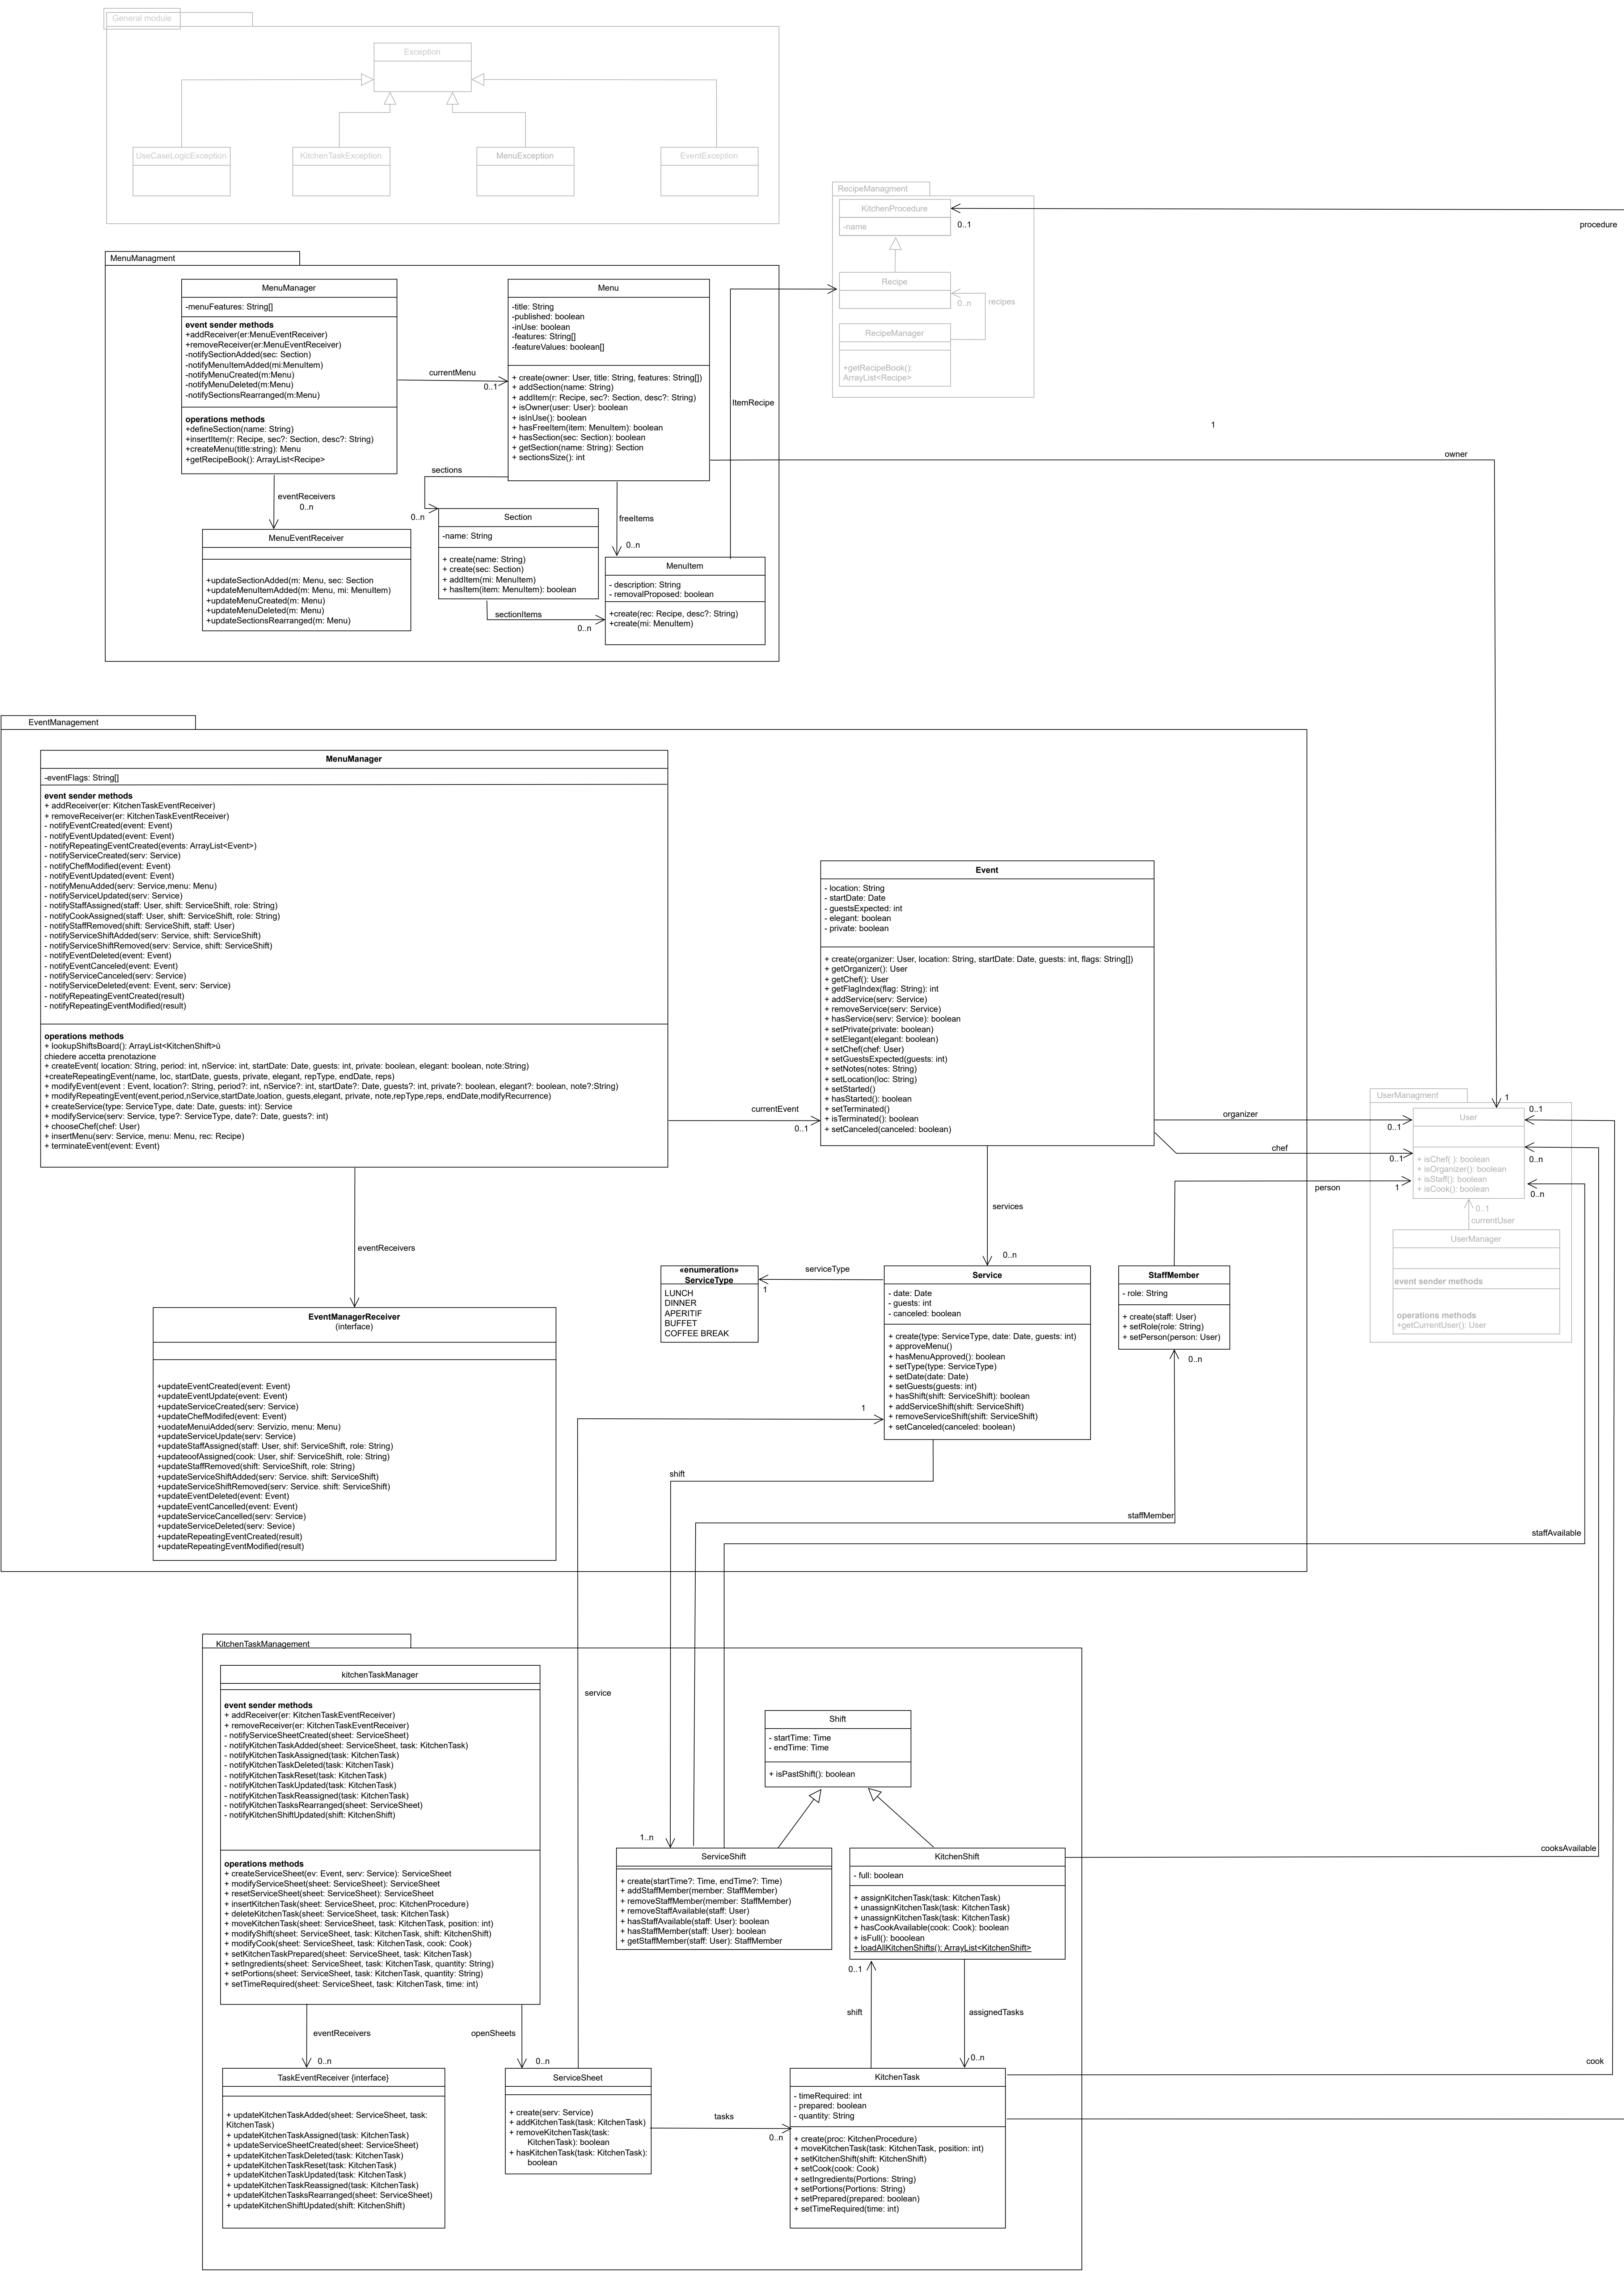 General module
Exception
UseCaseLogicException
KitchenTaskException
MenuException
EventException
RecipeManagment
KitchenProcedure
-name
0..1
procedure
Recipe
0..n
recipes
RecipeManager
+getRecipeBook():
ArrayList<Recipe>
MenuManagment
MenuManager
-menuFeatures: String[]
event sender methods
+addReceiver(er:MenuEventReceiver)
+removeReceiver(er:MenuEventReceiver)
-notifySectionAdded(sec: Section)
-notifyMenuItemAdded(mi:MenuItem)
-notifyMenuCreated(m:Menu)
-notifyMenuDeleted(m:Menu)
-notifySectionsRearranged(m:Menu)
operations methods
+defineSection(name: String)
+insertItem(r: Recipe, sec?: Section, desc?: String)
+createMenu(title:string): Menu
+getRecipeBook(): ArrayList<Recipe>
currentMenu
0..1
Menu
-title: String
-published: boolean
-inUse: boolean
-features: String[]
-featureValues: boolean[]
+ create(owner: User, title: String, features: String[])
+ addSection(name: String)
+ addItem(r: Recipe, sec?: Section, desc?: String)
+ isOwner(user: User): boolean
+ isInUse(): boolean
+ hasFreeItem(item: MenuItem): boolean
+ hasSection(sec: Section): boolean
+ getSection(name: String): Section
+ sectionsSize(): int
ItemRecipe
1
owner
sections
0..n
eventReceivers
0..n
freeItems
0..n
MenuEventReceiver
+updateSectionAdded(m: Menu, sec: Section
+updateMenuItemAdded(m: Menu, mi: MenuItem)
+updateMenuCreated(m: Menu)
+updateMenuDeleted(m: Menu)
+updateSectionsRearranged(m: Menu)
Section
-name: String
+ create(name: String)
+ create(sec: Section)
+ addItem(mi: MenuItem)
+ hasItem(item: MenuItem): boolean
sectionItems
0..n
MenuItem
- description: String
- removalProposed: boolean
+create(rec: Recipe, desc?: String)
+create(mi: MenuItem)
EventManagement
MenuManager
-eventFlags: String[]
event sender methods
+ addReceiver(er: KitchenTaskEventReceiver)
+ removeReceiver(er: KitchenTaskEventReceiver)
- notifyEventCreated(event: Event)
- notifyEventUpdated(event: Event)
- notifyRepeatingEventCreated(events: ArrayList<Event>)
- notifyServiceCreated(serv: Service)
- notifyChefModified(event: Event)
- notifyEventUpdated(event: Event)
- notifyMenuAdded(serv: Service,menu: Menu)
- notifyServiceUpdated(serv: Service)
- notifyStaffAssigned(staff: User, shift: ServiceShift, role: String)
- notifyCookAssigned(staff: User, shift: ServiceShift, role: String)
- notifyStaffRemoved(shift: ServiceShift, staff: User)
- notifyServiceShiftAdded(serv: Service, shift: ServiceShift)
- notifyServiceShiftRemoved(serv: Service, shift: ServiceShift)
- notifyEventDeleted(event: Event)
- notifyEventCanceled(event: Event)
- notifyServiceCanceled(serv: Service)
- notifyServiceDeleted(event: Event, serv: Service)
- notifyRepeatingEventCreated(result)
- notifyRepeatingEventModified(result)
operations methods
+ lookupShiftsBoard(): ArrayList<KitchenShift>ù
chiedere accetta prenotazione
+ createEvent( location: String, period: int, nService: int, startDate: Date, guests: int, private: boolean, elegant: boolean, note:String)
+createRepeatingEvent(name, loc, startDate, guests, private, elegant, repType, endDate, reps)
+ modifyEvent(event : Event, location?: String, period?: int, nService?: int, startDate?: Date, guests?: int, private?: boolean, elegant?: boolean, note?:String)
+ modifyRepeatingEvent(event,period,nService,startDate,location, guests,elegant, private, note,repType,reps, endDate,modifyRecurrence)
+ createService(type: ServiceType, date: Date, guests: int): Service
+ modifyService(serv: Service, type?: ServiceType, date?: Date, guests?: int)
+ chooseChef(chef: User)
+ insertMenu(serv: Service, menu: Menu, rec: Recipe)
+ terminateEvent(event: Event)
currentEvent
0..1
Event
- location: String
- startDate: Date
- guestsExpected: int
- elegant: boolean
- private: boolean
+ create(organizer: User, location: String, startDate: Date, guests: int, flags: String[])
+ getOrganizer(): User
+ getChef(): User
+ getFlagIndex(flag: String): int
+ addService(serv: Service)
+ removeService(serv: Service)
+ hasService(serv: Service): boolean
+ setPrivate(private: boolean)
+ setElegant(elegant: boolean)
+ setChef(chef: User)
+ setGuestsExpected(guests: int)
+ setNotes(notes: String)
+ setLocation(loc: String)
+ setStarted()
+ hasStarted(): boolean
+ setTerminated()
+ isTerminated(): boolean
+ setCanceled(canceled: boolean)
organizer
0..1
chef
0..1
person
1
UserManagment
1
0..1
User
+ isChef( ): boolean
+ isOrganizer(): boolean
+ isStaff(): boolean
+ isCook(): boolean
0..n
0..n
0..1
currentUser
UserManager
event sender methods
operations methods
+getCurrentUser(): User
services
0..n
eventReceivers
EventManagerReceiver
(interface)
+updateEventCreated(event: Event)
+updateEventUpdate(event: Event)
+updateServiceCreated(serv: Service)
+updateChefModifed(event: Event)
+uodateMenuiAdded(serv: Servizio, menu: Menu)
+updateServiceUpdate(serv: Service)
+updateStaffAssigned(staff: User, shif: ServiceShift, role: String)
+updateoofAssigned(cook: User, shif: ServiceShift, role: String)
+updateStaffRemoved(shift: ServiceShift, role: String)
+updateServiceShiftAdded(serv: Service. shift: ServiceShift)
+updateServiceShiftRemoved(serv: Service. shift: ServiceShift)
+updateEventDeleted(event: Event)
+updateEventCancelled(event: Event)
+updateServiceCancelled(serv: Service)
+updateServiceDeleted(serv: Sevice)
+updateRepeatingEventCreated(result)
+updateRepeatingEventModified(result)
«enumeration»
ServiceType
LUNCH
DINNER
APERITIF
BUFFET
COFFEE BREAK
serviceType
1
Service
- date: Date
- guests: int
- canceled: boolean
+ create(type: ServiceType, date: Date, guests: int)
+ approveMenu()
+ hasMenuApproved(): boolean
+ setType(type: ServiceType)
+ setDate(date: Date)
+ setGuests(guests: int)
+ hasShift(shift: ServiceShift): boolean
+ addServiceShift(shift: ServiceShift)
+ removeServiceShift(shift: ServiceShift)
+ setCanceled(canceled: boolean)
StaffMember
- role: String
+ create(staff: User)
+ setRole(role: String)
+ setPerson(person: User)
0..n
1
shift
staffMember
staffAvailable
KitchenTaskManagement
kitchenTaskManager
event sender methods
+ addReceiver(er: KitchenTaskEventReceiver)
+ removeReceiver(er: KitchenTaskEventReceiver)
- notifyServiceSheetCreated(sheet: ServiceSheet)
- notifyKitchenTaskAdded(sheet: ServiceSheet, task: KitchenTask)
- notifyKitchenTaskAssigned(task: KitchenTask)
- notifyKitchenTaskDeleted(task: KitchenTask)
- notifyKitchenTaskReset(task: KitchenTask)
- notifyKitchenTaskUpdated(task: KitchenTask)
- notifyKitchenTaskReassigned(task: KitchenTask)
- notifyKitchenTasksRearranged(sheet: ServiceSheet)
- notifyKitchenShiftUpdated(shift: KitchenShift)
operations methods
+ createServiceSheet(ev: Event, serv: Service): ServiceSheet
+ modifyServiceSheet(sheet: ServiceSheet): ServiceSheet
+ resetServiceSheet(sheet: ServiceSheet): ServiceSheet
+ insertKitchenTask(sheet: ServiceSheet, proc: KitchenProcedure)
+ deleteKitchenTask(sheet: ServiceSheet, task: KitchenTask)
+ moveKitchenTask(sheet: ServiceSheet, task: KitchenTask, position: int)
+ modifyShift(sheet: ServiceSheet, task: KitchenTask, shift: KitchenShift)
+ modifyCook(sheet: ServiceSheet, task: KitchenTask, cook: Cook)
+ setKitchenTaskPrepared(sheet: ServiceSheet, task: KitchenTask)
+ setIngredients(sheet: ServiceSheet, task: KitchenTask, quantity: String)
+ setPortions(sheet: ServiceSheet, task: KitchenTask, quantity: String)
+ setTimeRequired(sheet: ServiceSheet, task: KitchenTask, time: int)
service
Shift
- startTime: Time
- endTime: Time
+ isPastShift(): boolean
1..n
ServiceShift
+ create(startTime?: Time, endTime?: Time)
+ addStaffMember(member: StaffMember)
+ removeStaffMember(member: StaffMember)
+ removeStaffAvailable(staff: User)
+ hasStaffAvailable(staff: User): boolean
+ hasStaffMember(staff: User): boolean
+ getStaffMember(staff: User): StaffMember
KitchenShift
- full: boolean
+ assignKitchenTask(task: KitchenTask)
+ unassignKitchenTask(task: KitchenTask)
+ unassignKitchenTask(task: KitchenTask)
+ hasCookAvailable(cook: Cook): boolean
+ isFull(): booolean
+ loadAllKitchenShifts(): ArrayList<KitchenShift>
cooksAvailable
0..1
shift
assignedTasks
0..n
eventReceivers
0..n
openSheets
0..n
cook
TaskEventReceiver {interface}
+ updateKitchenTaskAdded(sheet: ServiceSheet, task:
KitchenTask)
+ updateKitchenTaskAssigned(task: KitchenTask)
+ updateServiceSheetCreated(sheet: ServiceSheet)
+ updateKitchenTaskDeleted(task: KitchenTask)
+ updateKitchenTaskReset(task: KitchenTask)
+ updateKitchenTaskUpdated(task: KitchenTask)
+ updateKitchenTaskReassigned(task: KitchenTask)
+ updateKitchenTasksRearranged(sheet: ServiceSheet)
+ updateKitchenShiftUpdated(shift: KitchenShift)
ServiceSheet
+ create(serv: Service)
+ addKitchenTask(task: KitchenTask)
+ removeKitchenTask(task:
KitchenTask): boolean
+ hasKitchenTask(task: KitchenTask):
boolean
tasks
0..n
KitchenTask
- timeRequired: int
- prepared: boolean
- quantity: String
+ create(proc: KitchenProcedure)
+ moveKitchenTask(task: KitchenTask, position: int)
+ setKitchenShift(shift: KitchenShift)
+ setCook(cook: Cook)
+ setIngredients(Portions: String)
+ setPortions(Portions: String)
+ setPrepared(prepared: boolean)
+ setTimeRequired(time: int)